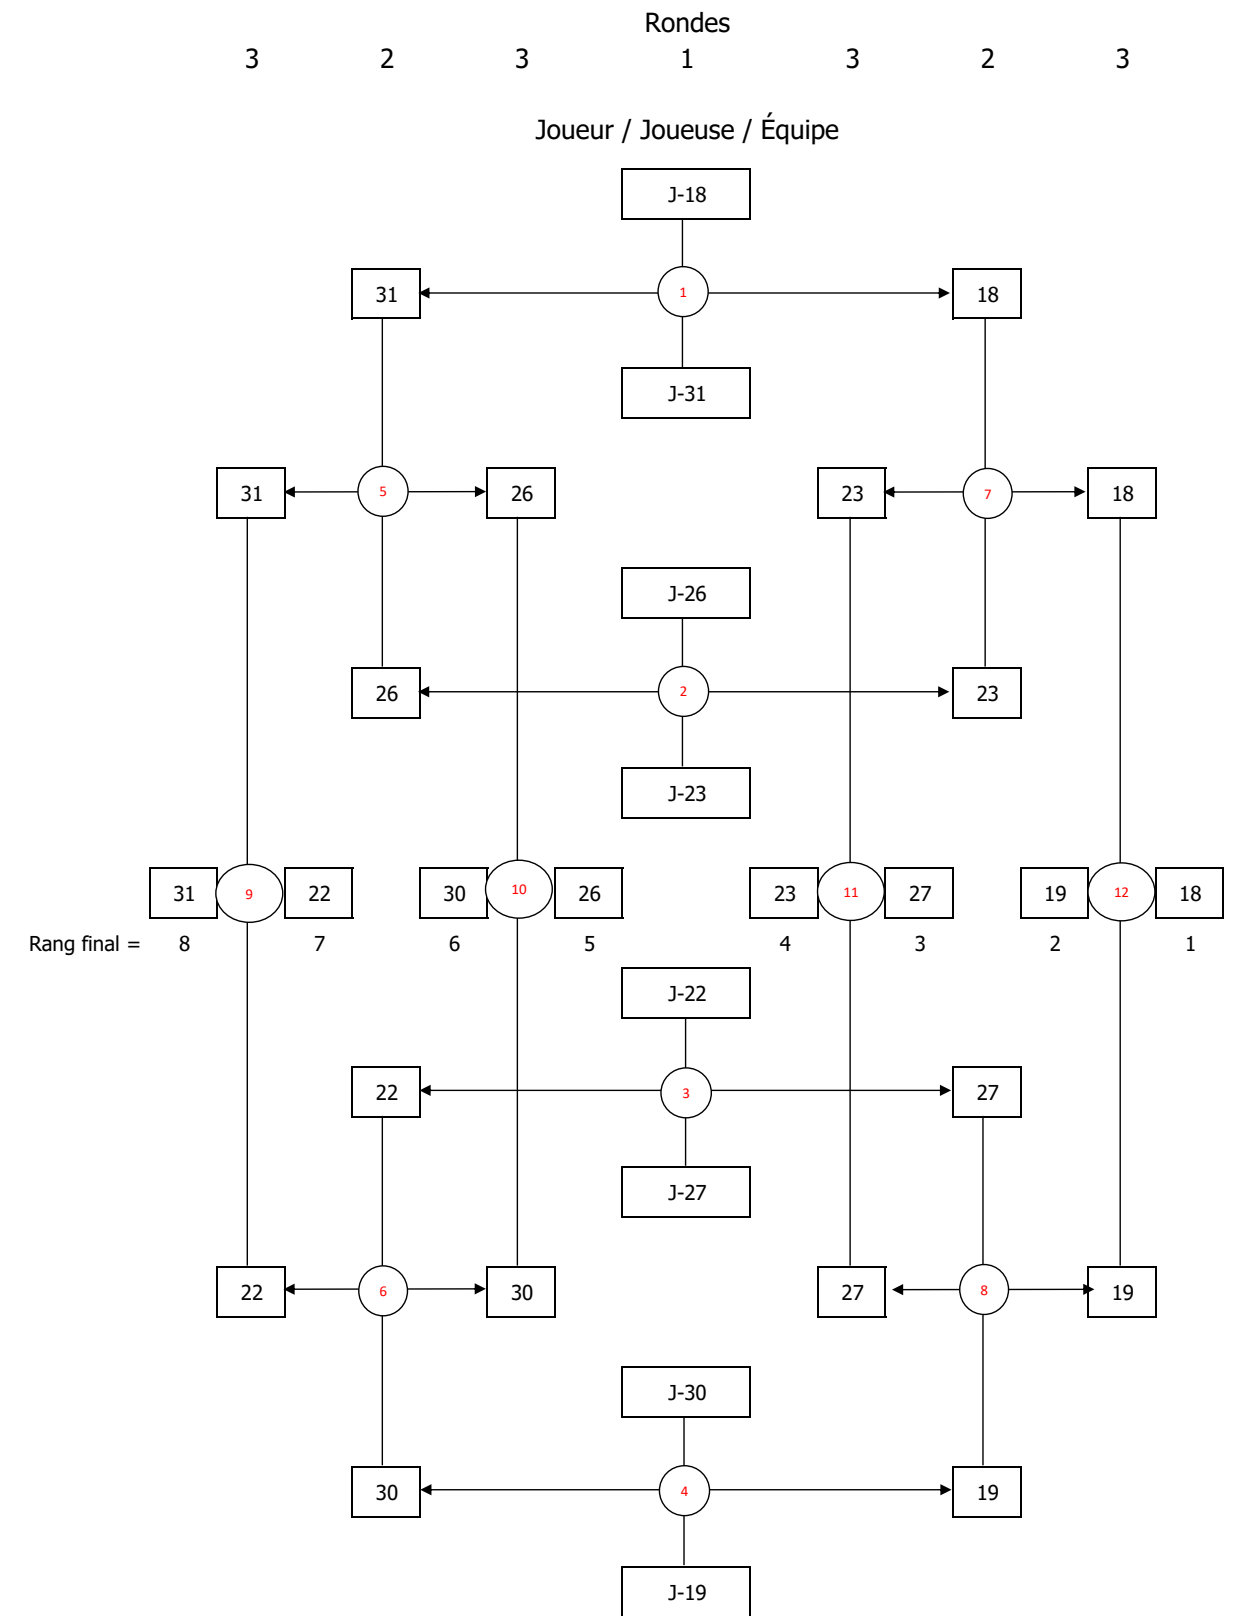 Rondes
3 2 3 1 3 2 3
Joueur / Joueuse / Équipe
J-18
31 1 18
J-31
31 5 26 23 7 18
J-26
26 2 23
J-23
31 9 22 30 10 26 23 11 27 19 12 18
Rang final = 8 7 6 5 4 3 2 1
J-22
22 3 27
J-27
22 6 30 27 8 19
J-30
30 4 19
J-19